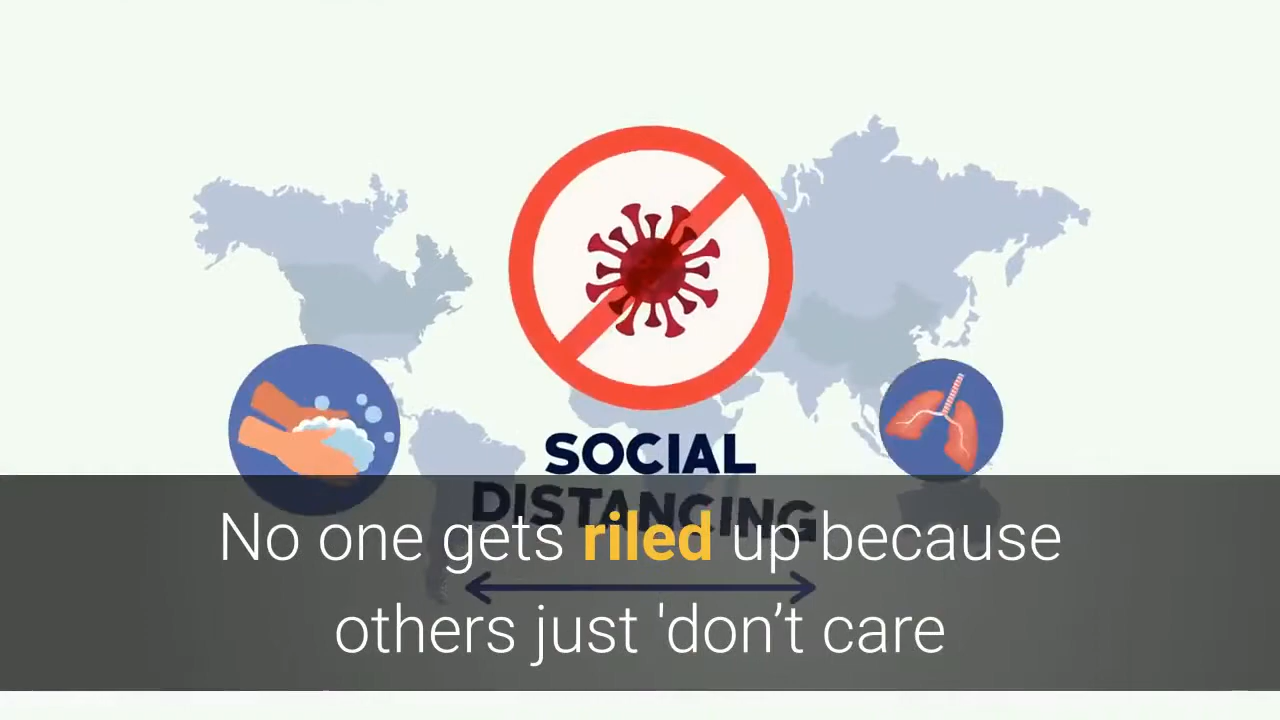 SOCIAL
DISTANCING
No one gets riled up because
others just 'don’t care